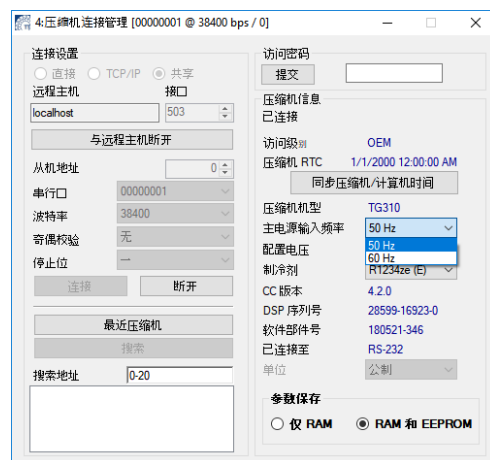 4:压缩机连接管理 [00000001 @ 38400 bps / 0]
连接设置
直接 TCP/IP 共享
远程主机 接口
localhost 503
与远程主机断开
从机地址 0
串行口 00000001
波特率 38400
奇偶校验 无
停止位 一
连接 断开
最近压缩机
搜索
搜索地址 0-20
访问密码
提交
压缩机信息
已连接
访问级别 OEM
压缩机 RTC 1/1/2000 12:00:00 AM
同步压缩机/计算机时间
压缩机机型 TG310
主电源输入频率 50 Hz
配置电压 50 Hz
60 Hz
制冷剂 R1234ze (E)
CC 版本 4.2.0
DSP 序列号 28599-16923-0
软件部件号 180521-346
已连接至 RS-232
单位 公制
参数保存
仅 RAM RAM 和 EEPROM